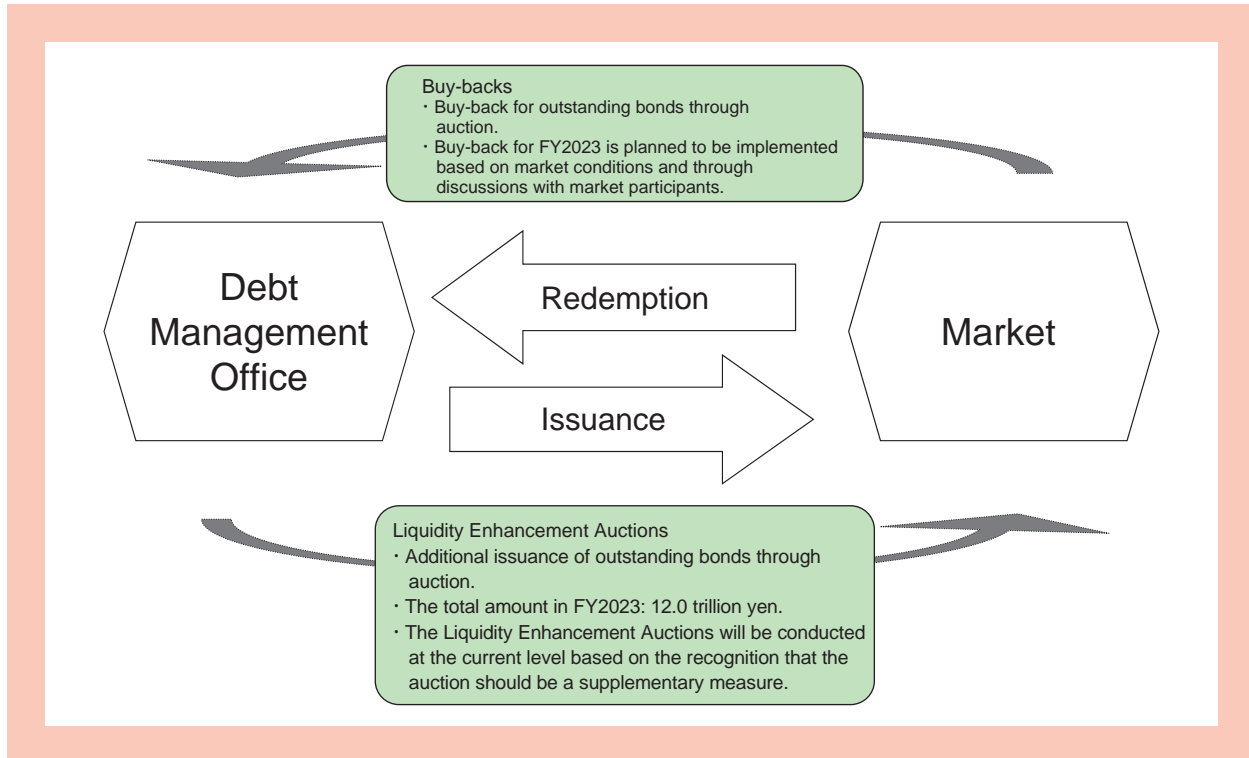 Buy-backs
・Buy-back for outstanding bonds through
auction.
・Buy-back for FY2023 is planned to be implemented
based on market conditions and through
discussions with market participants.
Debt
Management
Office
Redemption
Issuance
Market
Liquidity Enhancement Auctions
・Additional issuance of outstanding bonds through
auction.
・The total amount in FY2023: 12.0 trillion yen.
・The Liquidity Enhancement Auctions will be conducted
at the current level based on the recognition that the
auction should be a supplementary measure.